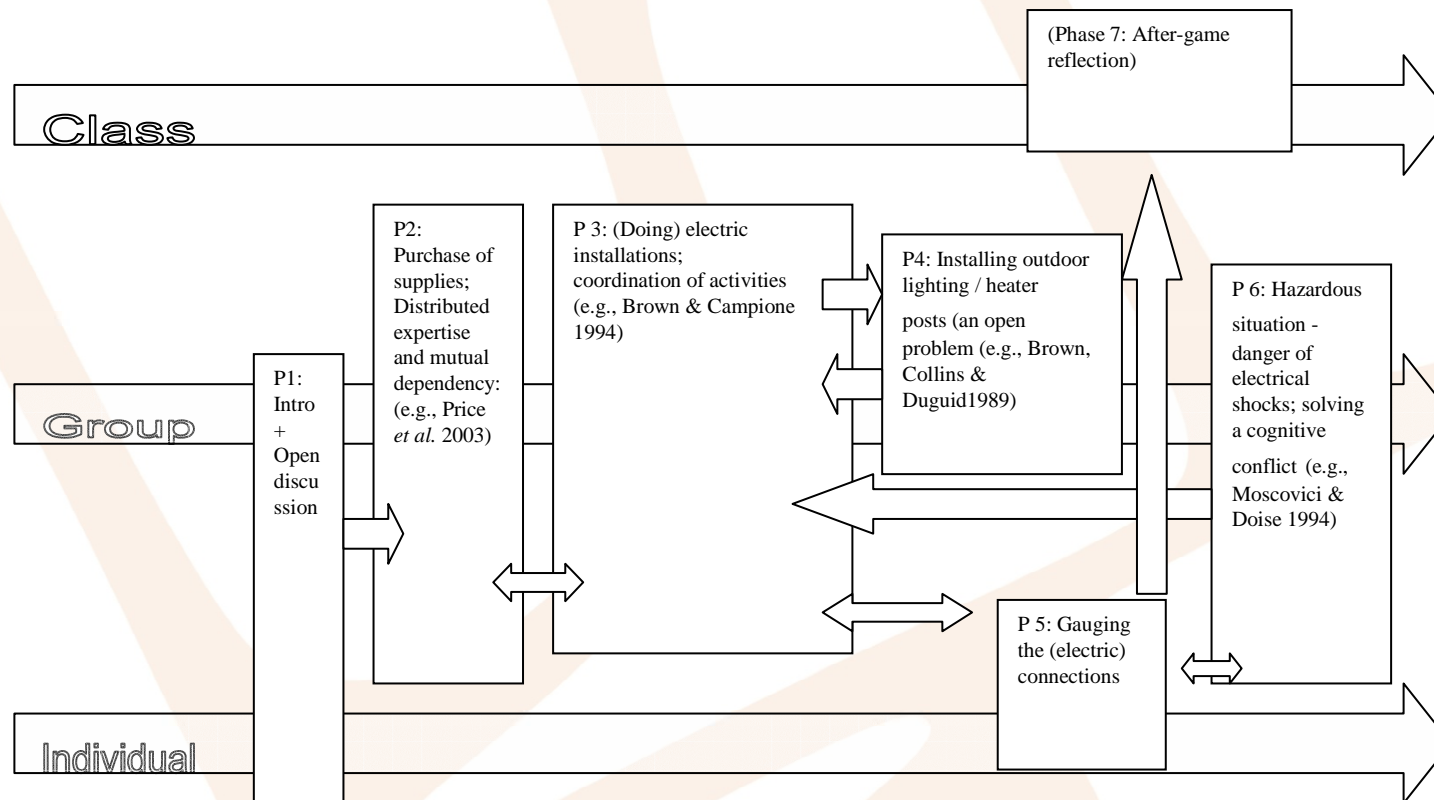 (Phase 7: After-game
reflection)
Class
P2:
Purchase of
supplies;
Distributed
expertise
and mutual
dependency:
(e.g., Price
et al. 2003)
P 3: (Doing) electric
installations;
coordination of activities
(e.g., Brown & Campione
1994)
P4: Installing outdoor
lighting / heater
posts (an open
problem (e.g., Brown,
Collins &
Duguid1989)
P 6: Hazardous
situation -
danger of
electrical
shocks; solving
a cognitive
conflict (e.g.,
Moscovici &
Doise 1994)
P1:
Intro
+
Open
discu
ssion
Group
P 5: Gauging
the (electric)
connections
Individual